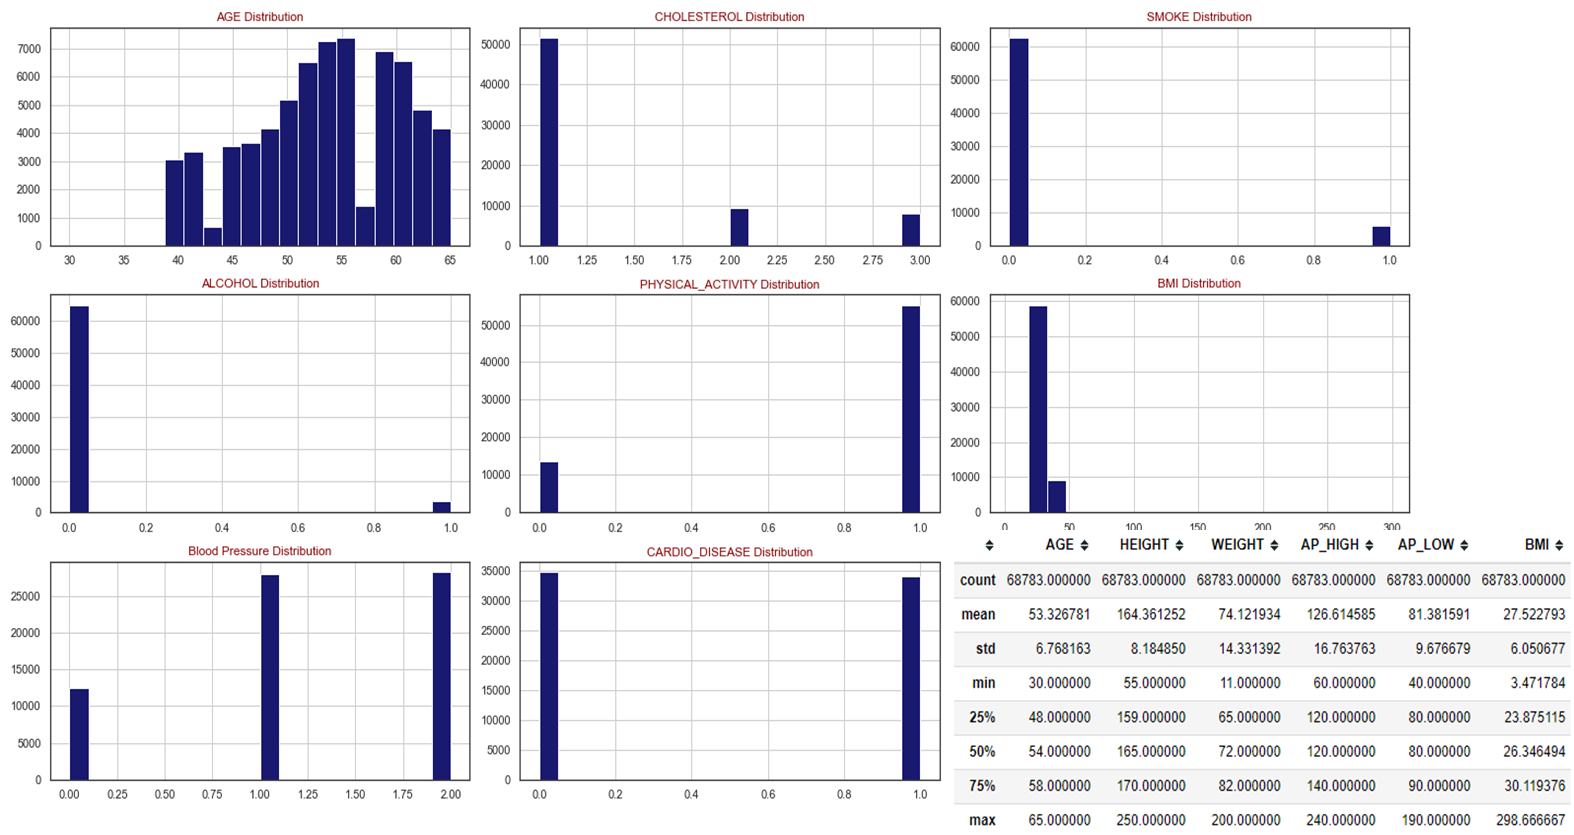 AGE Distribution
7000
6000
5000
4000
3000
2000
1000
0
30 35 40 45 50 55 60 65
CHOLESTEROL Distribution
50000
40000
30000
20000
10000
0
1.00 1.25 1.50 1.75 2.00 2.25 2.50 2.75 3.00
SMOKE Distribution
60000
50000
40000
30000
20000
10000
0
0.0 0.2 0.4 0.6 0.8 1.0
ALCOHOL Distribution
60000
50000
40000
30000
20000
10000
0
0.0 0.2 0.4 0.6 0.8 1.0
PHYSICAL_ACTIVITY Distribution
50000
40000
30000
20000
10000
0
0.0 0.2 0.4 0.6 0.8 1.0
BMI Distribution
60000
50000
40000
30000
20000
10000
0
0 50 100 150 200 250 300
Blood Pressure Distribution
25000
20000
15000
10000
5000
0
0.00 0.25 0.50 0.75 1.00 1.25 1.50 1.75 2.00
CARDIO_DISEASE Distribution
35000
30000
25000
20000
15000
10000
5000
0
0.0 0.2 0.4 0.6 0.8 1.0
AGE HEIGHT WEIGHT AP_HIGH AP_LOW BMI
count 68783.000000 68783.000000 68783.000000 68783.000000 68783.000000 68783.000000
mean 53.326781 164.361252 74.121934 126.614585 81.381591 27.522793
std 6.768163 8.184850 14.331392 16.763763 9.676679 6.050677
min 30.000000 55.000000 11.000000 60.000000 40.000000 3.471784
25% 48.000000 159.000000 65.000000 120.000000 80.000000 23.875115
50% 54.000000 165.000000 72.000000 120.000000 80.000000 26.346494
75% 58.000000 170.000000 82.000000 140.000000 90.000000 30.119376
max 65.000000 250.000000 200.000000 240.000000 190.000000 298.666667